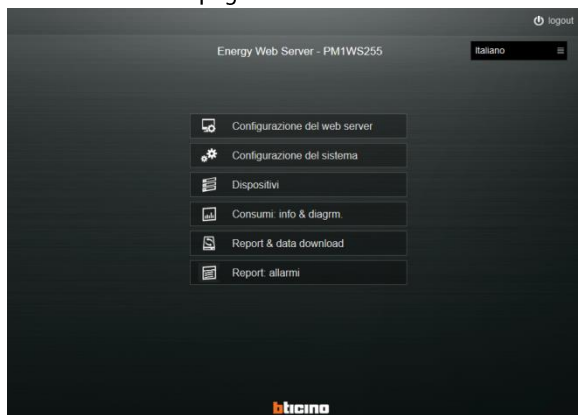 logout
Energy Web Server - PM1WS255
Italiano
Configurazione del web server
Configurazione del sistema
Dispositivi
Consumi: info & diagrm.
Report & data download
Report: allarmi
bticino